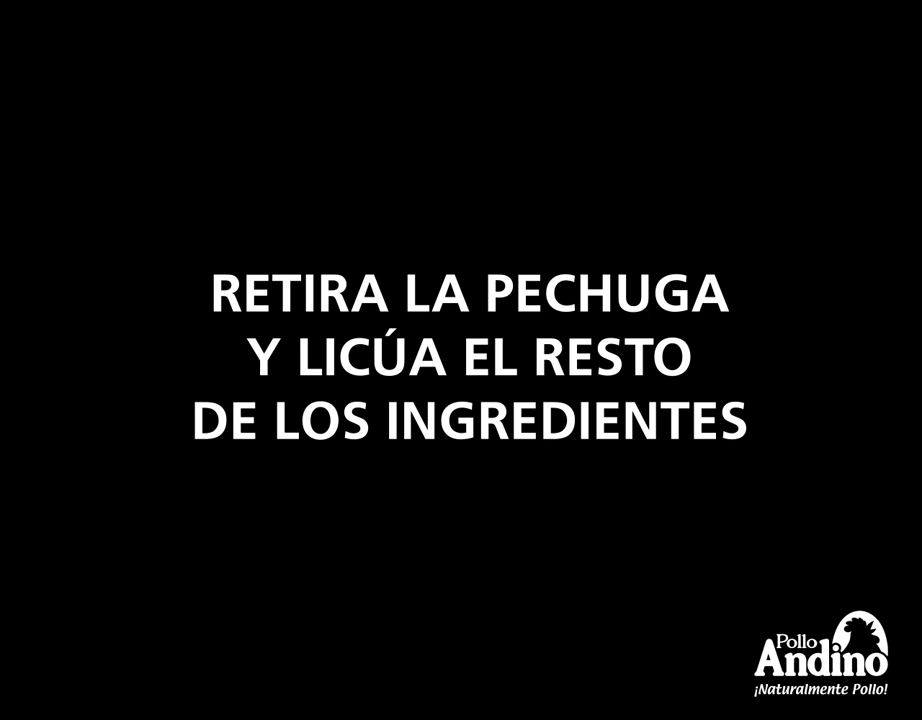 RETIRA LA PECHUGA
Y LICÚA EL RESTO
DE LOS INGREDIENTES
Pollo
Andino
¡Naturalmente Pollo!